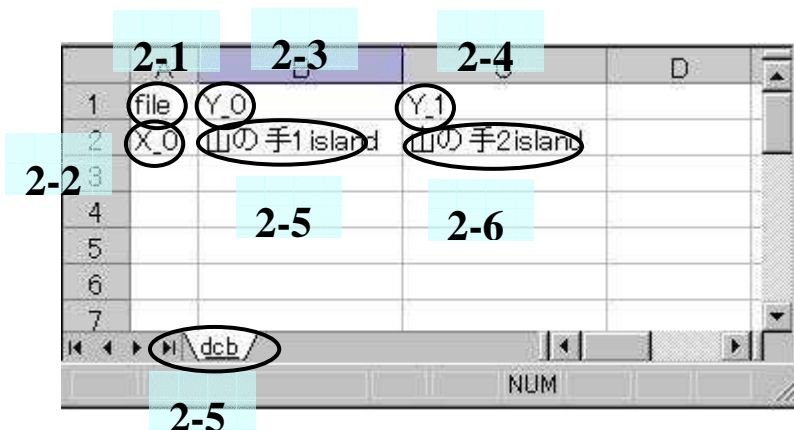 2-1 2-3 2-4
A B C D
1 file Y_0 Y_1
2 X_0 山の手1island 山の手2island
2-2
3
4
2-5 2-6
5
6
7
dcb
NUM
2-5